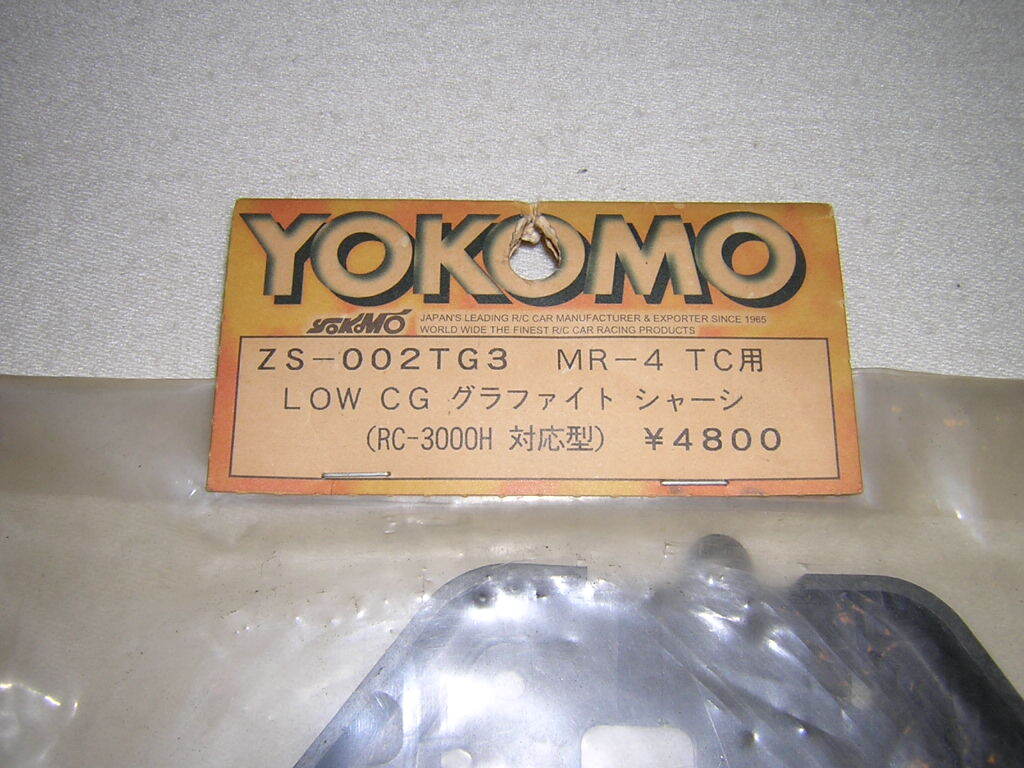 YOKOMO
YOKOMO
JAPAN'S LEADING R/C CAR MANUFACTURER & EXPORTER SINCE 1965
WORLD WIDE THE FINEST R/C CAR RACING PRODUCTS
ZS-002TG3 MR-4 TC用
LOW CG グラファイト シャーシ
(RC-3000H 対応型) ¥4800